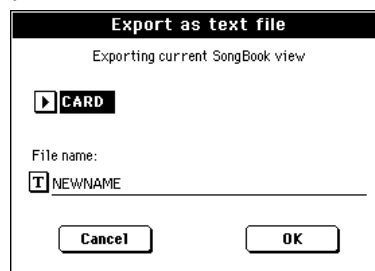 Export as text file
Exporting current SongBook view
CARD
File name:
T NEWNAME
Cancel OK